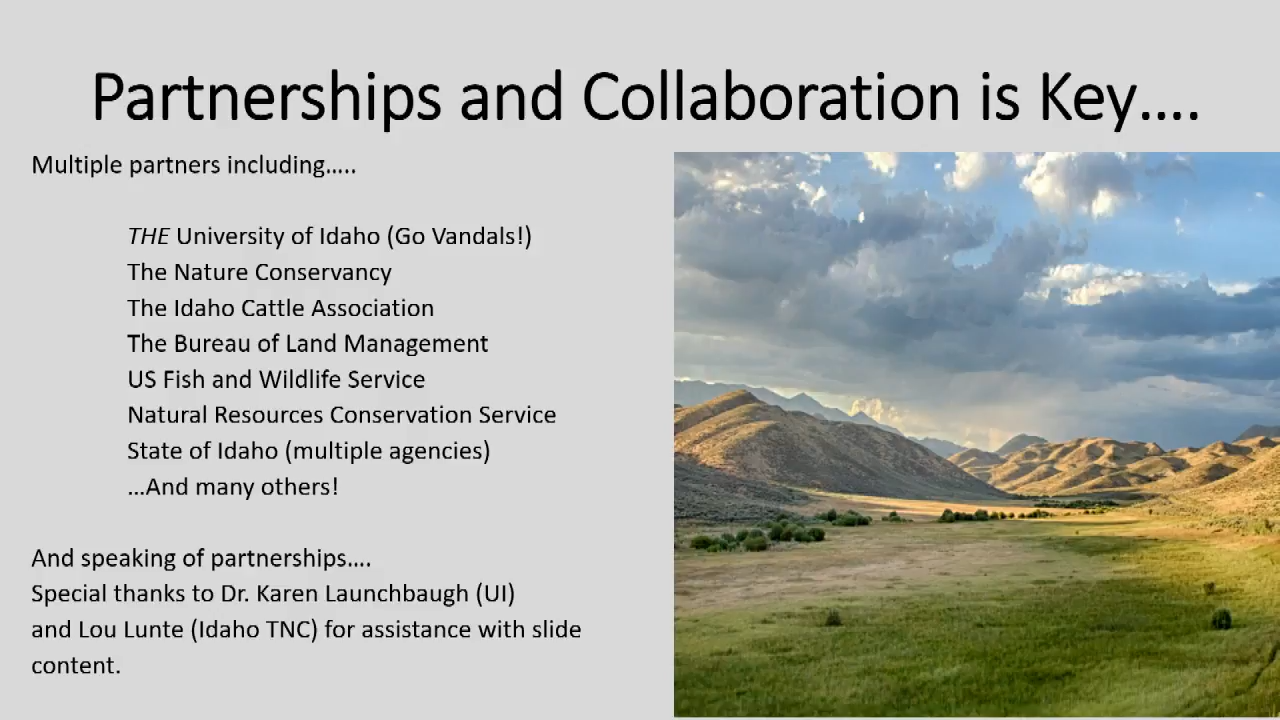 Partnerships and Collaboration is Key....
Multiple partners including.....
THE University of Idaho (Go Vandals!)
The Nature Conservancy
The Idaho Cattle Association
The Bureau of Land Management
US Fish and Wildlife Service
Natural Resources Conservation Service
State of Idaho (multiple agencies)
...And many others!
And speaking of partnerships....
Special thanks to Dr. Karen Launchbaugh (UI)
and Lou Lunte (Idaho TNC) for assistance with slide
content.